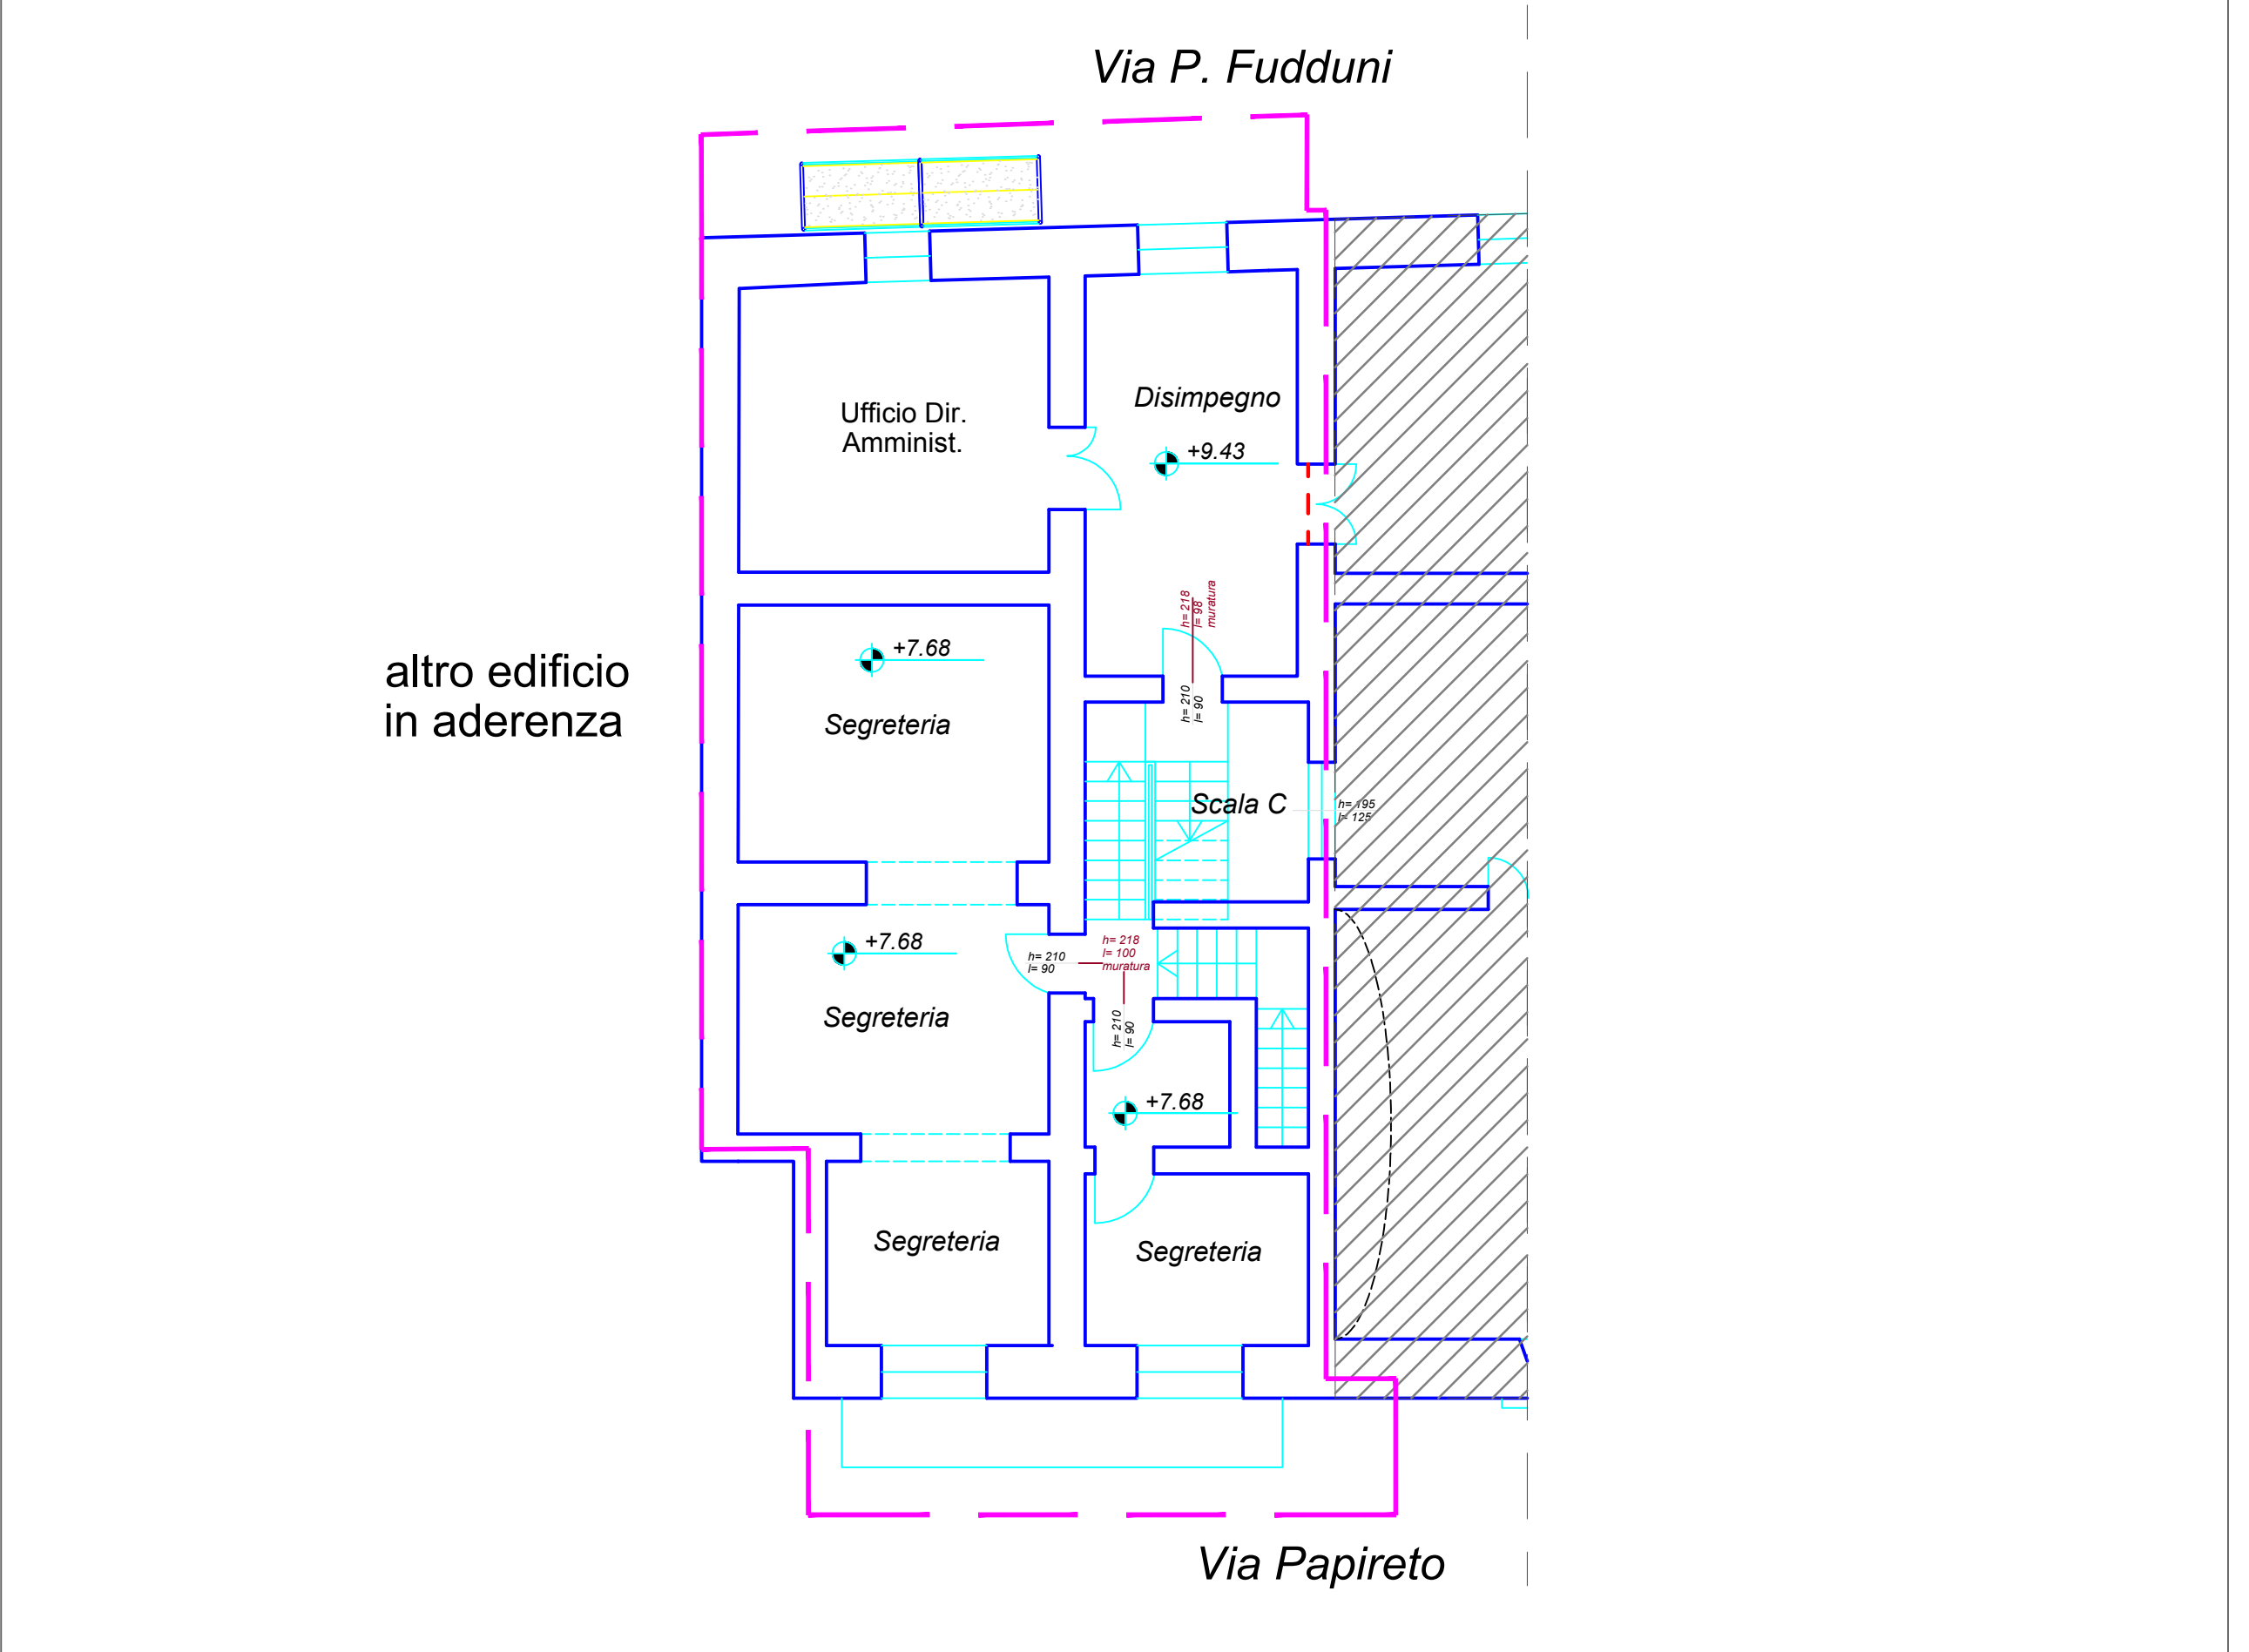 Via P. Fudduni
Ufficio Dir.
Amminist.
Disimpegno
+9.43
h= 218
l= 98
muratura
h= 210
l= 90
altro edificio
in aderenza
+7.68
Segreteria
Scala C
h= 195
l= 125
+7.68
Segreteria
h= 210
l= 90
h= 218
l= 100
muratura
h= 210
l= 90
+7.68
Segreteria
Segreteria
Via Papireto